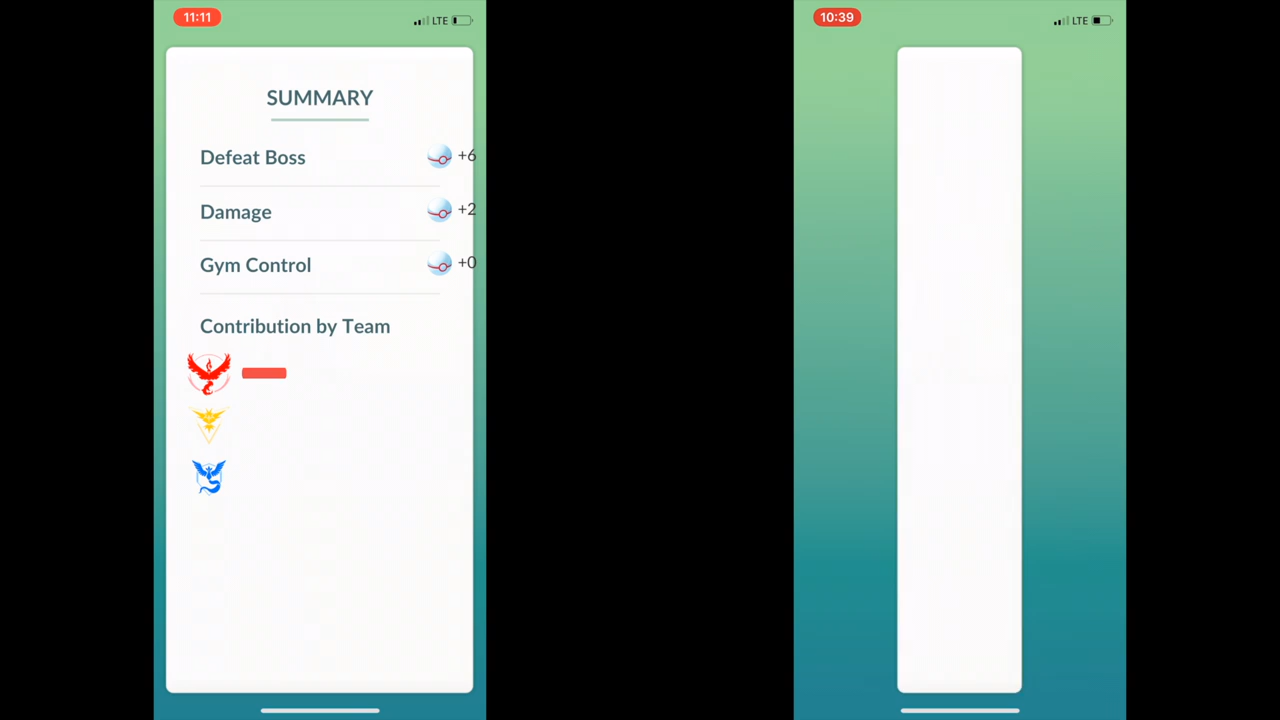 11:11
LTE
SUMMARY
Defeat Boss +6
Damage +2
Gym Control +0
Contribution by Team
10:39
LTE